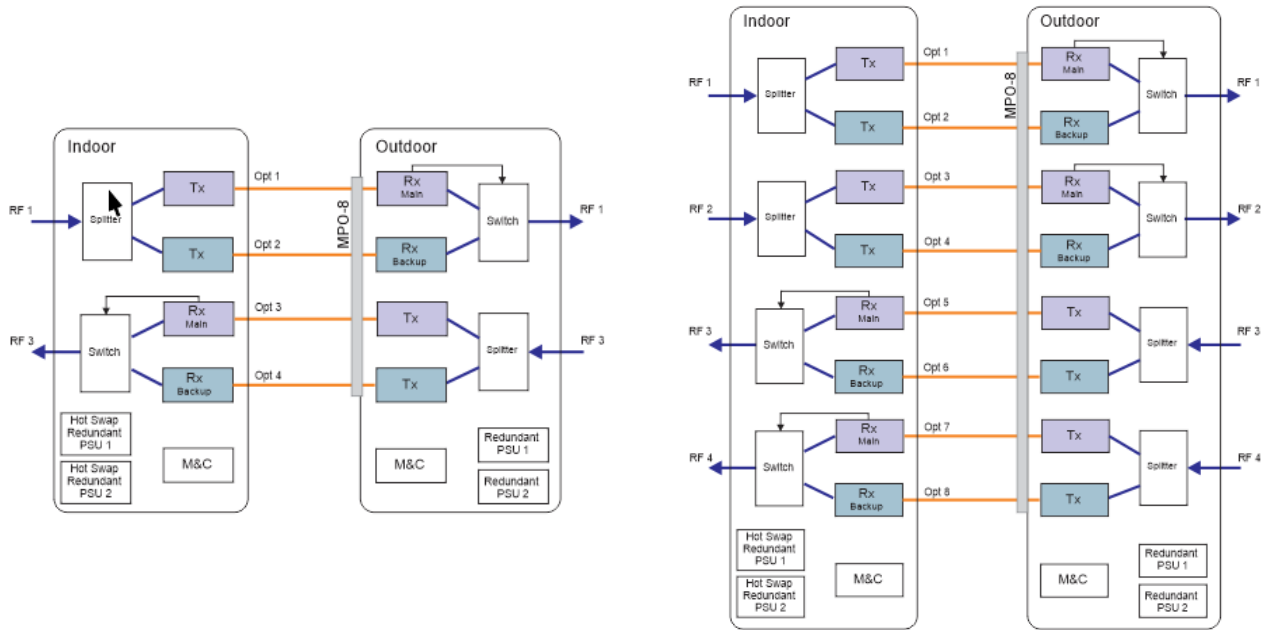 Indoor
Outdoor
Splitter
RF 1
Tx
Opt 1
Tx
Opt 2
MPO-8
Rx
Main
Rx
Backup
Switch
RF 1
Switch
RF 3
Rx
Main
Opt 3
Rx
Backup
Opt 4
Tx
Tx
Splitter
RF 3
Hot Swap
Redundant
PSU 1
Hot Swap
Redundant
PSU 2
M&C
M&C
Redundant
PSU 1
Redundant
PSU 2
Indoor
Outdoor
RF 1
Splitter
Tx
Opt 1
Tx
Opt 2
MPO-8
Rx
Main
Rx
Backup
Switch
RF 1
RF 2
Splitter
Tx
Opt 3
Tx
Opt 4
Rx
Main
Rx
Backup
Switch
RF 2
RF 3
Switch
Rx
Main
Opt 5
Rx
Backup
Opt 6
Tx
Tx
Splitter
RF 3
RF 4
Switch
Rx
Main
Opt 7
Rx
Backup
Opt 8
Tx
Tx
Splitter
RF 4
Hot Swap
Redundant
PSU 1
Hot Swap
Redundant
PSU 2
M&C
M&C
Redundant
PSU 1
Redundant
PSU 2